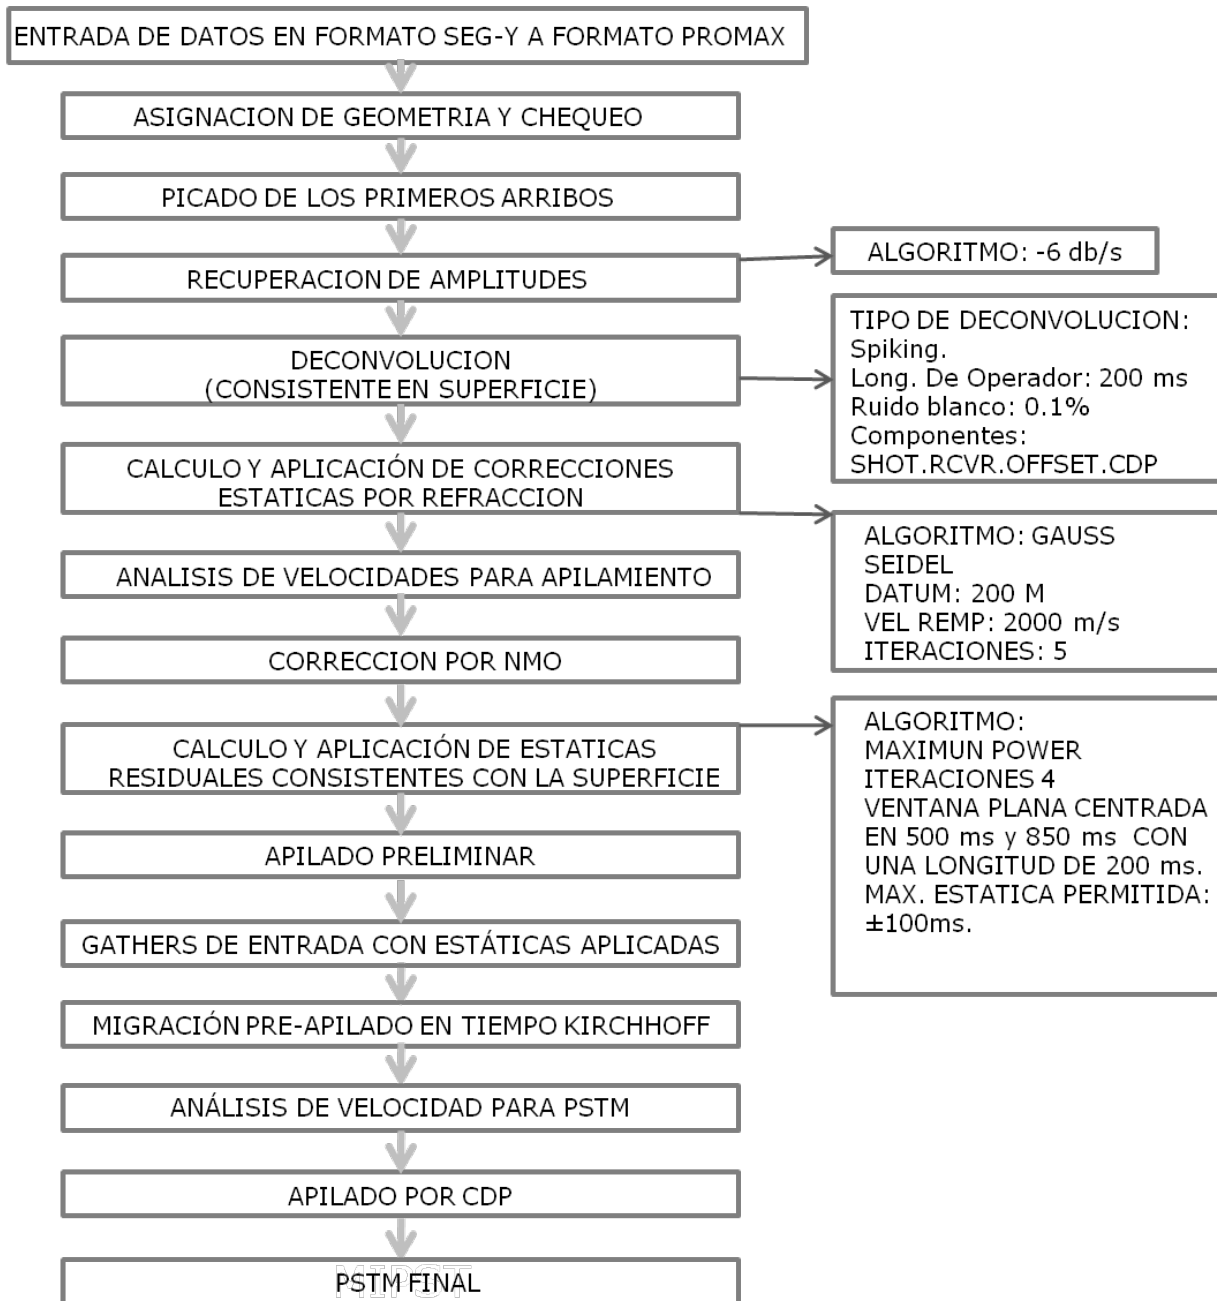 ENTRADA DE DATOS EN FORMATO SEG-Y A FORMATO PROMAX
ASIGNACION DE GEOMETRIA Y CHEQUEO
PICADO DE LOS PRIMEROS ARRIBOS
RECUPERACION DE AMPLITUDES
ALGORITMO: -6 db/s
DECONVOLUCION
(CONSISTENTE EN SUPERFICIE)
TIPO DE DECONVOLUCION:
Spiking.
Long. De Operador: 200 ms
Ruido blanco: 0.1%
Componentes:
SHOT.RCVR.OFFSET.CDP
CALCULO Y APLICACIÓN DE CORRECCIONES
ESTATICAS POR REFRACCION
ALGORITMO: GAUSS
SEIDEL
DATUM: 200 M
VEL REMP: 2000 m/s
ITERACIONES: 5
ANALISIS DE VELOCIDADES PARA APILAMIENTO
CORRECCION POR NMO
CALCULO Y APLICACIÓN DE ESTATICAS
RESIDUALES CONSISTENTES CON LA SUPERFICIE
ALGORITMO:
MAXIMUN POWER
ITERACIONES 4
VENTANA PLANA CENTRADA
EN 500 ms y 850 ms CON
UNA LONGITUD DE 200 ms.
MAX. ESTATICA PERMITIDA:
±100ms.
APILADO PRELIMINAR
GATHERS DE ENTRADA CON ESTÁTICAS APLICADAS
MIGRACIÓN PRE-APILADO EN TIEMPO KIRCHHOFF
ANÁLISIS DE VELOCIDAD PARA PSTM
APILADO POR CDP
PSTM FINAL